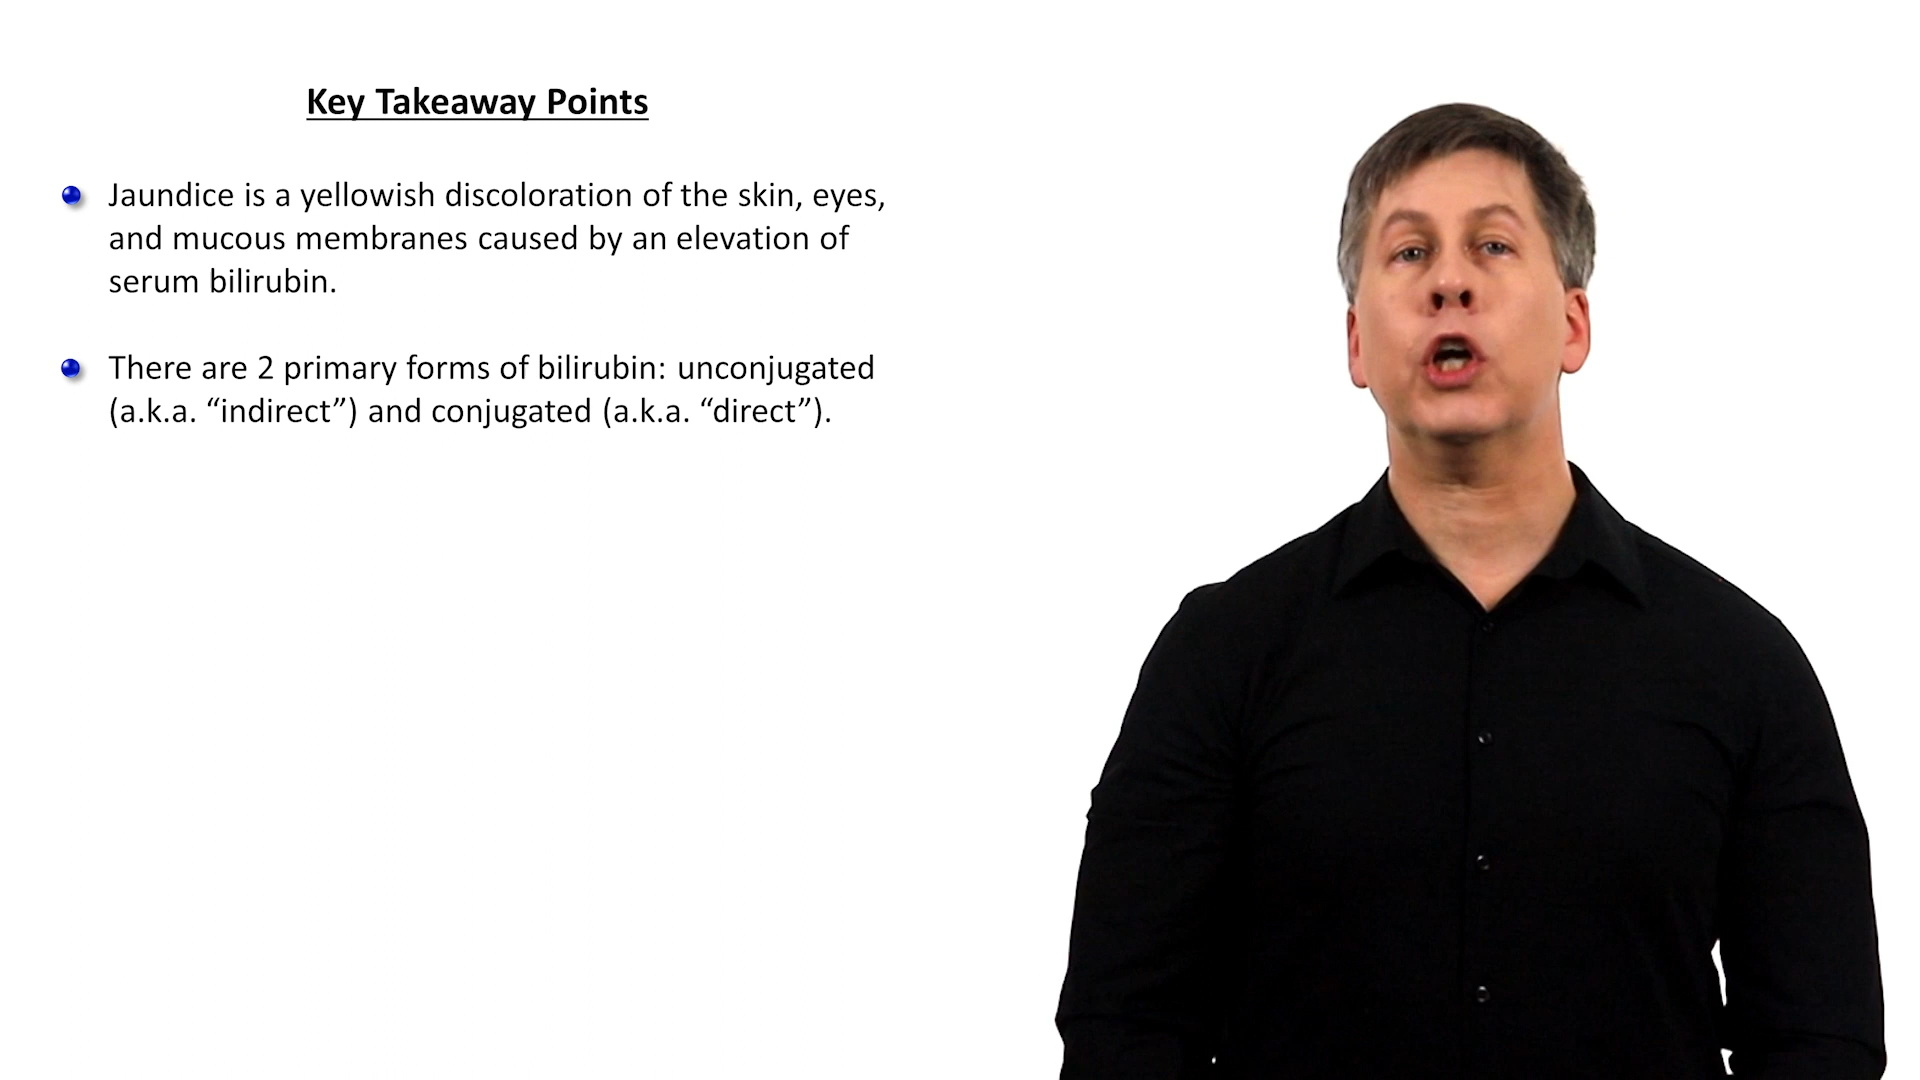 Key Takeaway Points
Jaundice is a yellowish discoloration of the skin, eyes,
and mucous membranes caused by an elevation of
serum bilirubin.
There are 2 primary forms of bilirubin: unconjugated
(a.k.a. “indirect”) and conjugated (a.k.a. “direct”).